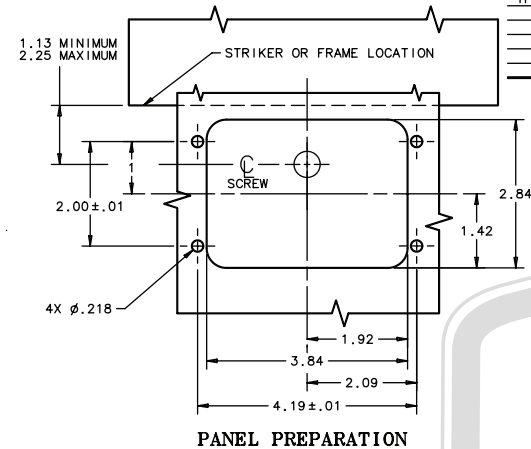 1.13 MINIMUM
2.25 MAXIMUM
STRIKER OR FRAME LOCATION
℄
SCREW
1
2.00±.01
2.84
1.42
4X Ø.218
1.92
3.84
2.09
4.19±.01
PANEL PREPARATION